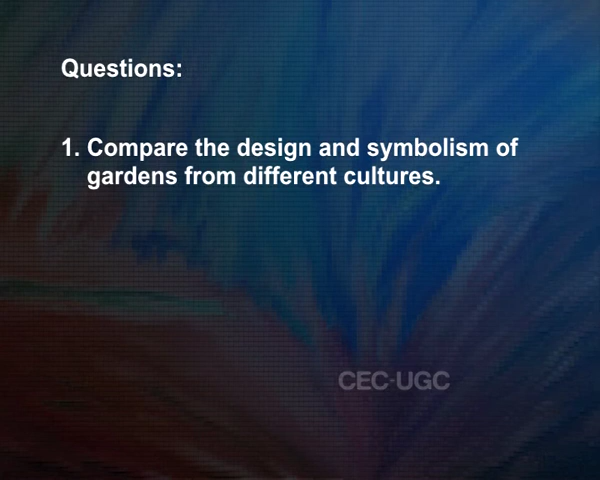 Questions:
1. Compare the design and symbolism of
gardens from different cultures.
CEC-UGC